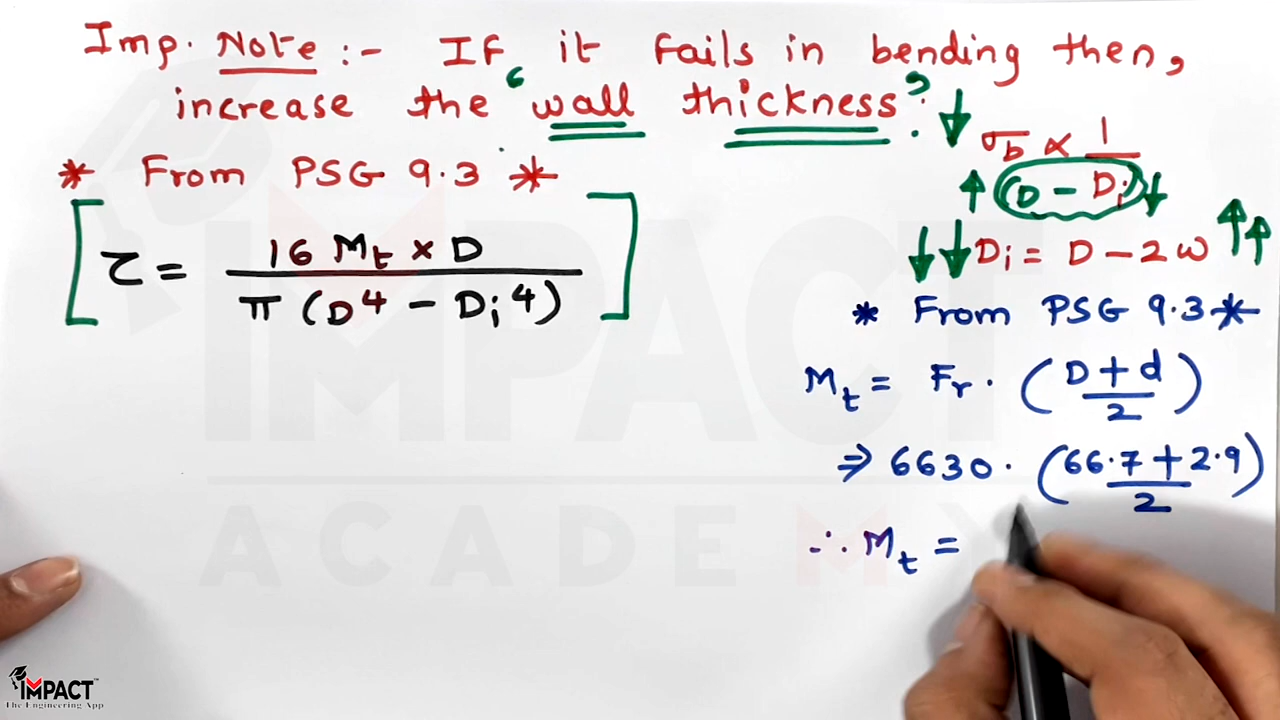 Imp. Note :- If it fails in bending then,
increase the "wall thickness".
σb ∝ 1 / (D - Di)
* From PSG 9.3 *
τ = 16 Mt × D / π (D⁴ - Di⁴)
Di = D - 2w
* From PSG 9.3 *
Mt = Fr · (D + d / 2)
⇒ 6630 · (66.7 + 2.9 / 2)
∴ Mt =
IMPACT
ACADEMY
IMPACT
The Engineering App